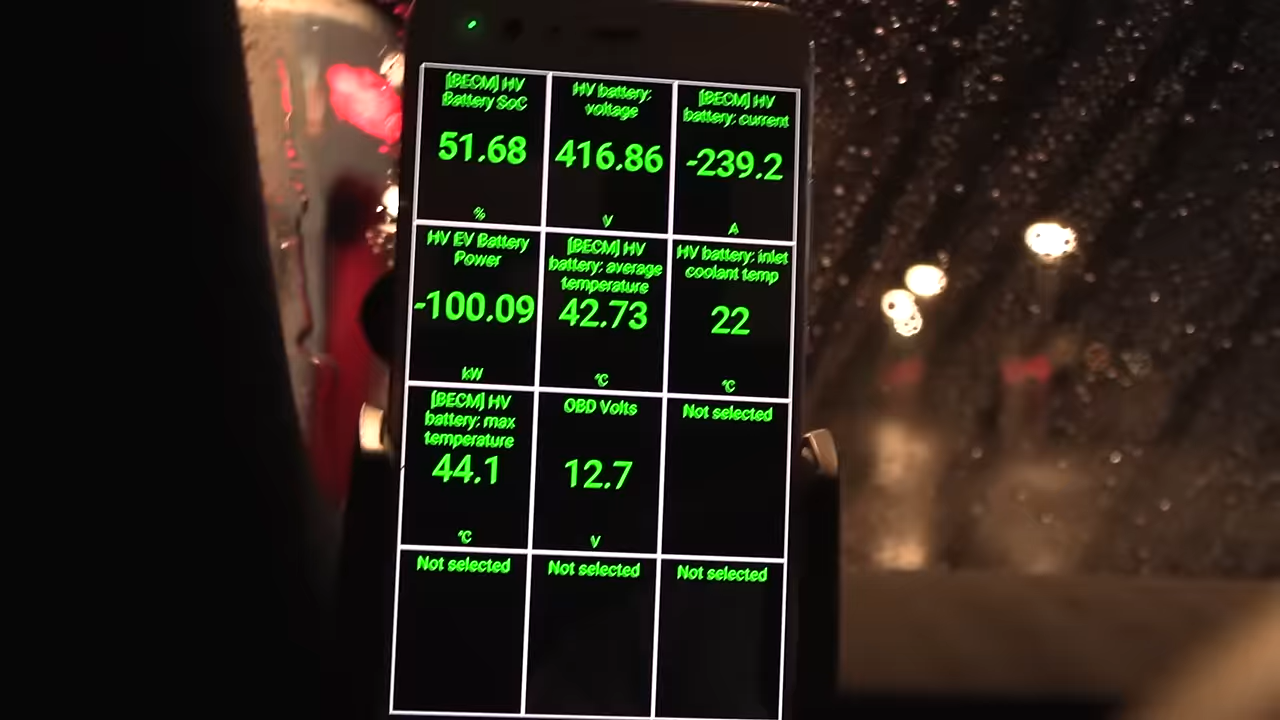 [BECM] HV
Battery SoC
51.68
%
HV battery:
voltage
416.86
V
[BECM] HV
battery: current
-239.2
A
HV EV Battery
Power
-100.09
kW
[BECM] HV
battery: average
temperature
42.73
°C
HV battery: inlet
coolant temp
22
°C
[BECM] HV
battery: max
temperature
44.1
°C
OBD Volts
12.7
V
Not selected
Not selected
Not selected
Not selected